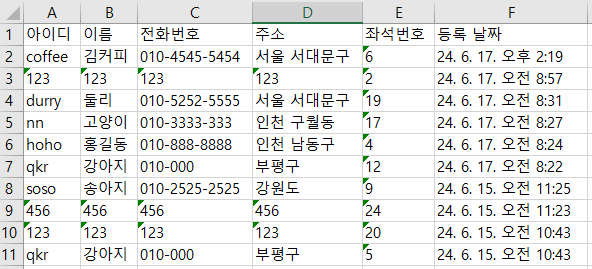 A B C D E F
1 아이디 이름 전화번호 주소 좌석번호 등록 날짜
2 coffee 김커피 010-4545-5454 서울 서대문구 6 24. 6. 17. 오후 2:19
3 123 123 123 123 2 24. 6. 17. 오전 8:57
4 durry 둘리 010-5252-5555 서울 서대문구 19 24. 6. 17. 오전 8:31
5 nn 고양이 010-3333-333 인천 구월동 17 24. 6. 17. 오전 8:27
6 hoho 홍길동 010-888-8888 인천 남동구 4 24. 6. 17. 오전 8:24
7 qkr 강아지 010-000 부평구 12 24. 6. 17. 오전 8:22
8 soso 송아지 010-2525-2525 강원도 9 24. 6. 15. 오전 11:25
9 456 456 456 456 24 24. 6. 15. 오전 11:23
10 123 123 123 123 20 24. 6. 15. 오전 10:43
11 qkr 강아지 010-000 부평구 5 24. 6. 15. 오전 10:43